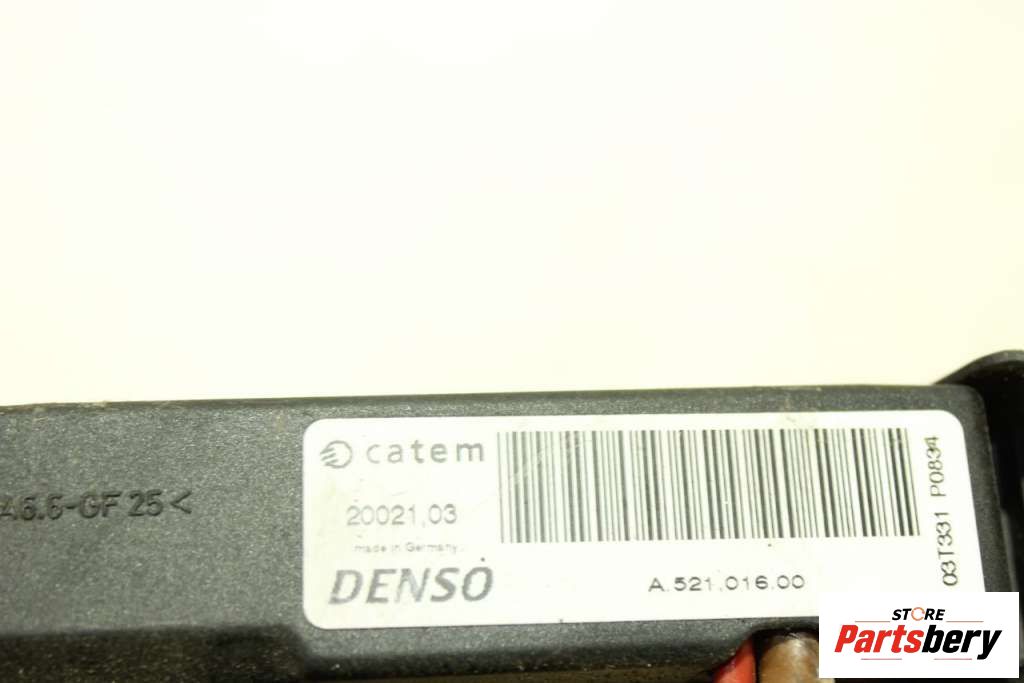 A6.6-GF 25<
catem
20021,03
made in Germany
DENSO
A.521.016.00
03T331 P0834
STORE
Partsbery